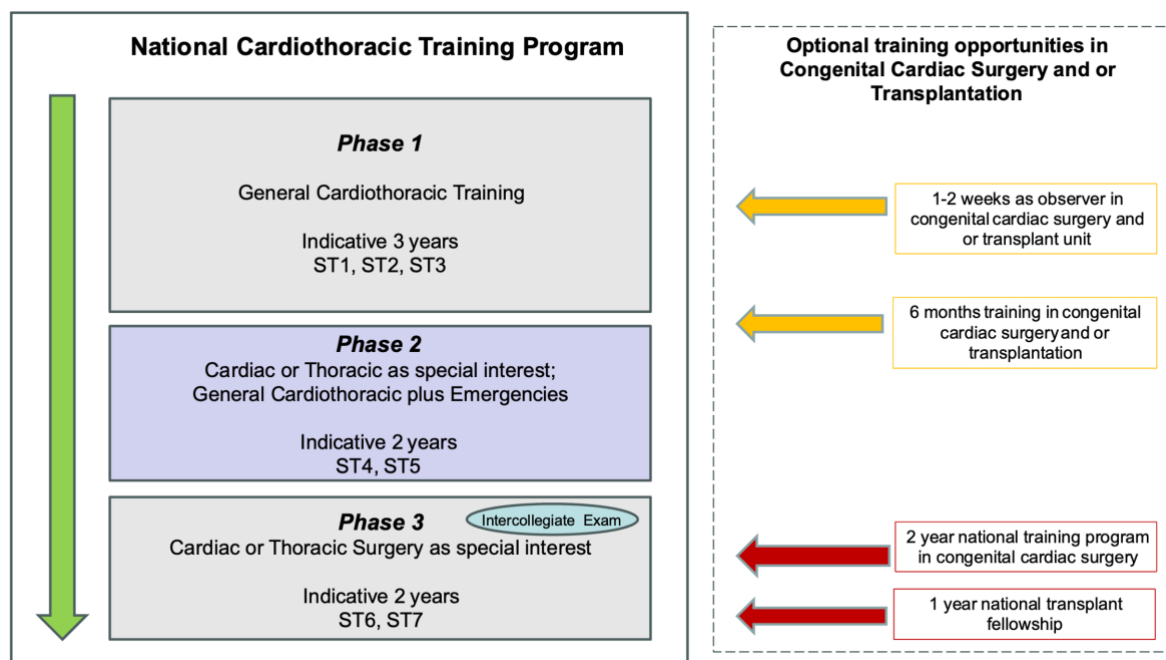 National Cardiothoracic Training Program
Phase 1
General Cardiothoracic Training
Indicative 3 years
ST1, ST2, ST3
Phase 2
Cardiac or Thoracic as special interest;
General Cardiothoracic plus Emergencies
Indicative 2 years
ST4, ST5
Phase 3
Intercollegiate Exam
Cardiac or Thoracic Surgery as special interest
Indicative 2 years
ST6, ST7
Optional training opportunities in
Congenital Cardiac Surgery and or
Transplantation
1-2 weeks as observer in
congenital cardiac surgery and
or transplant unit
6 months training in congenital
cardiac surgery and or
transplantation
2 year national training program
in congenital cardiac surgery
1 year national transplant
fellowship